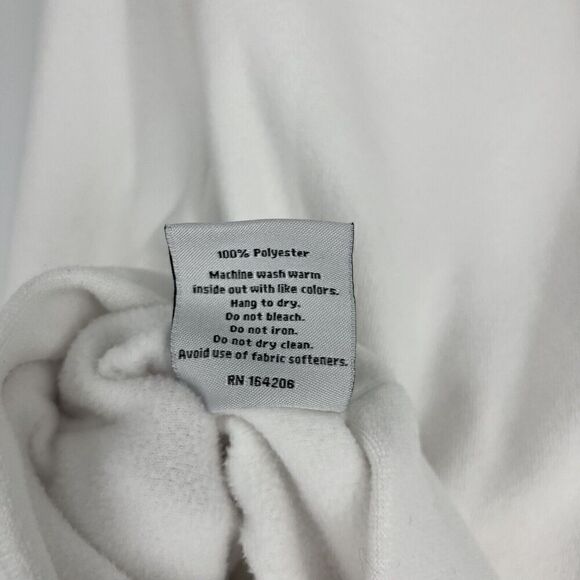 100% Polyester
Machine wash warm
inside out with like colors.
Hang to dry.
Do not bleach.
Do not iron.
Do not dry clean.
Avoid use of fabric softeners.
RN 164206